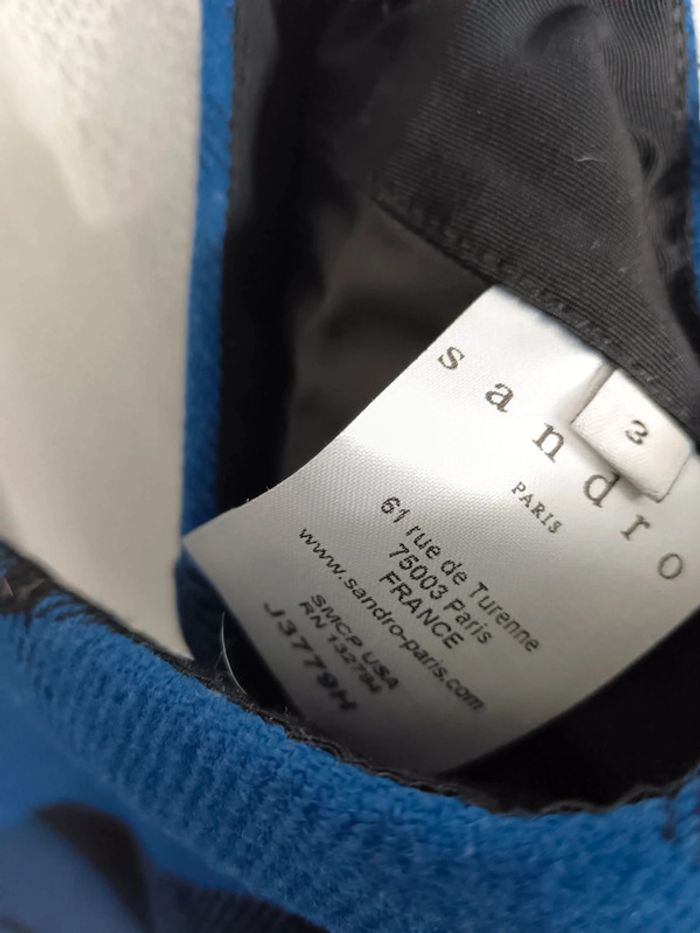 sandro
PARIS
3
61 rue de Turenne
75003 Paris
FRANCE
www.sandro-paris.com
SMCP USA
RN 132794
J3779H